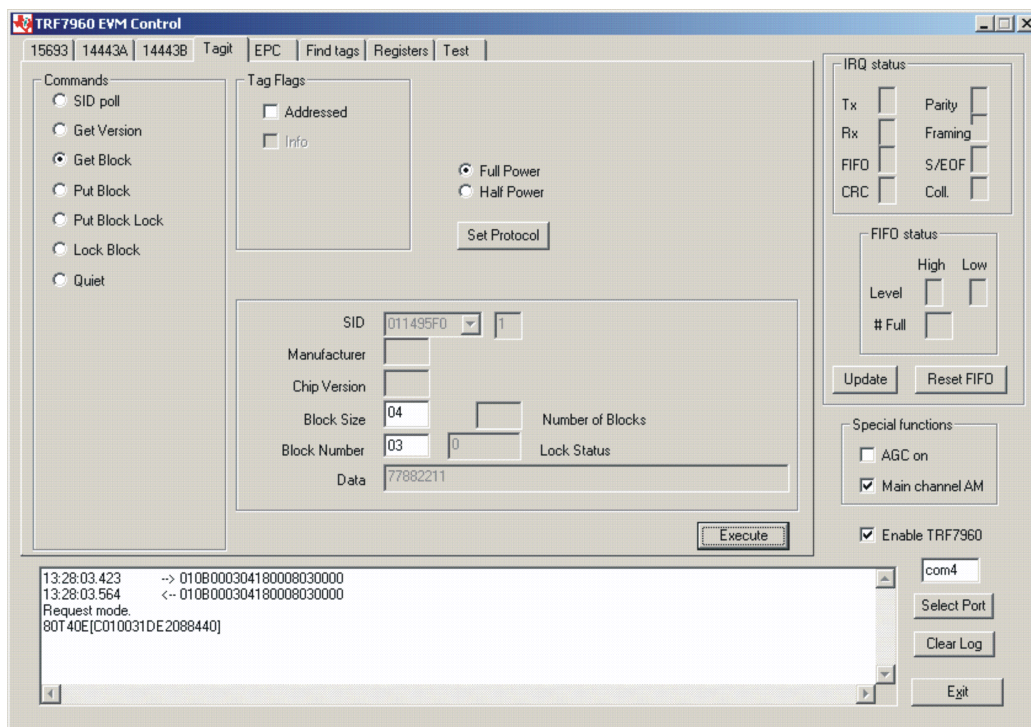 TRF7960 EVM Control
15693 14443A 14443B Tagit EPC Find tags Registers Test
Commands
SID poll
Get Version
Get Block
Put Block
Put Block Lock
Lock Block
Quiet
Tag Flags
Addressed
Info
Full Power
Half Power
Set Protocol
SID 011495F0 1
Manufacturer
Chip Version
Block Size 04 Number of Blocks
Block Number 03 0 Lock Status
Data 77882211
Execute
IRQ status
Tx Parity
Rx Framing
FIFO S/EOF
CRC Coll.
FIFO status
High Low
Level
# Full
Update Reset FIFO
Special functions
AGC on
Main channel AM
Enable TRF7960
com4
Select Port
Clear Log
Exit
13:28:03.423 --> 010B000304180008030000
13:28:03.564 <-- 010B000304180008030000
Request mode.
80T40E[C010031DE2088440]